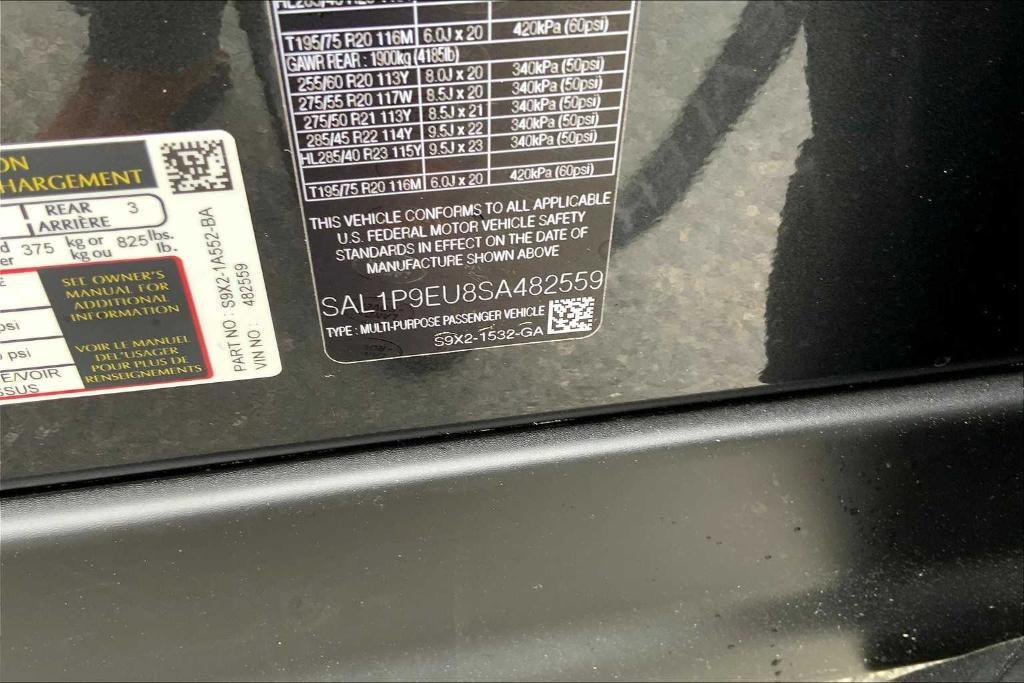 T195/75 R20 116M 6.0J x 20 420kPa (60psi)
GAWR REAR : 1900kg (4185lb)
255/60 R20 113Y 8.0J x 20 340kPa (50psi)
275/55 R20 117W 8.5J x 20 340kPa (50psi)
275/50 R21 113Y 8.5J x 21 340kPa (50psi)
285/45 R22 114Y 9.5J x 22 340kPa (50psi)
HL285/40 R23 115Y 9.5J x 23 340kPa (50psi)
T195/75 R20 116M 6.0J x 20 420kPa (60psi)
THIS VEHICLE CONFORMS TO ALL APPLICABLE
U.S. FEDERAL MOTOR VEHICLE SAFETY
STANDARDS IN EFFECT ON THE DATE OF
MANUFACTURE SHOWN ABOVE
SAL1P9EU8SA482559
TYPE : MULTI-PURPOSE PASSENGER VEHICLE
S9X2-1532-GA
ON
HARGEMENT
REAR 3
ARRIÈRE
d 375 kg or 825 lbs.
er kg ou lb.
SEE OWNER'S
MANUAL FOR
ADDITIONAL
INFORMATION
psi
psi
VOIR LE MANUEL
DEL'USAGER
POUR PLUS DE
RENSEIGNEMENTS
E/VOIR
SSUS
PART NO : S9X2-1A552-BA
VIN NO : 482559